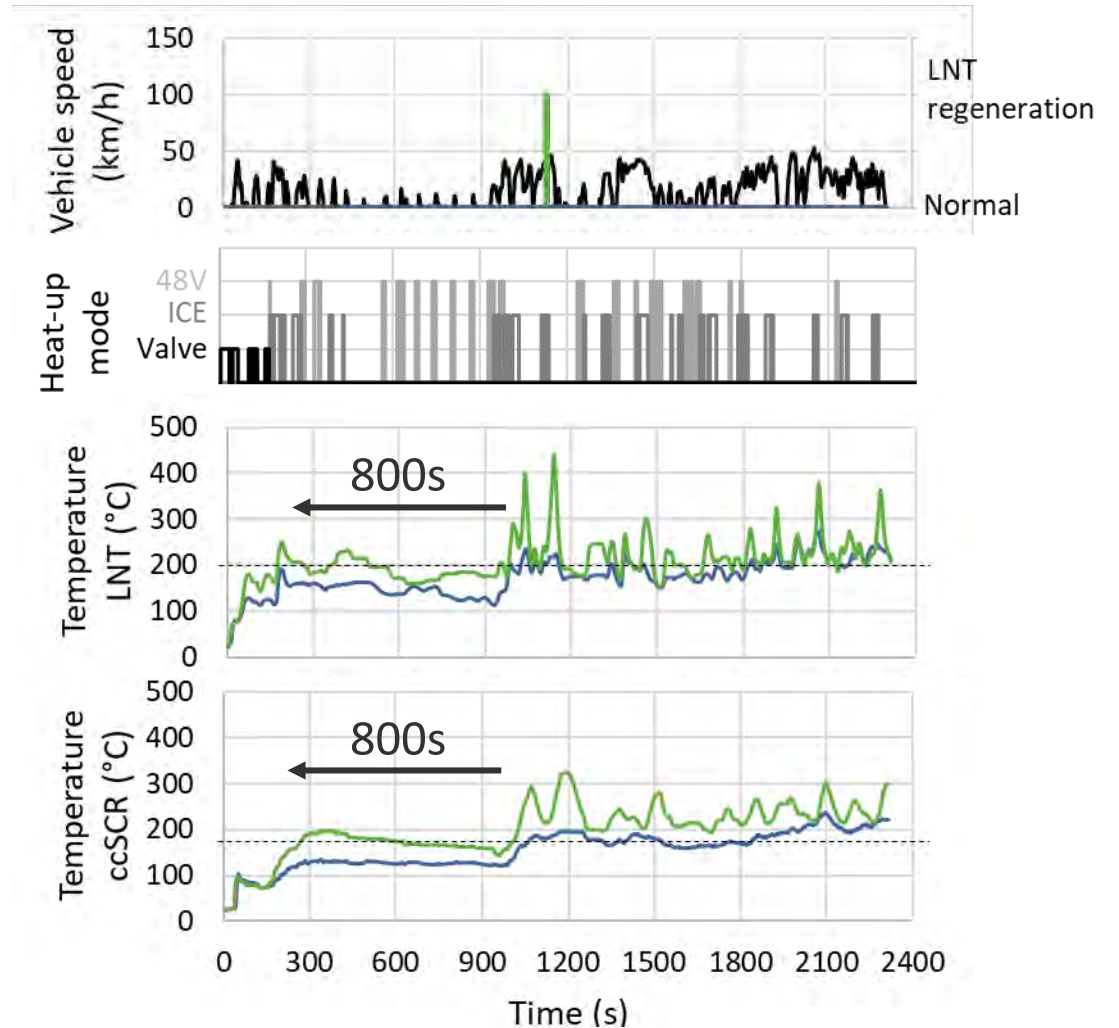 Vehicle speed
(km/h)
150
100
50
0
LNT
regeneration
Normal
Heat-up
mode
48V
ICE
Valve
Temperature
LNT (°C)
500
400
300
200
100
0
800s
Temperature
ccSCR (°C)
500
400
300
200
100
0
800s
0 300 600 900 1200 1500 1800 2100 2400
Time (s)